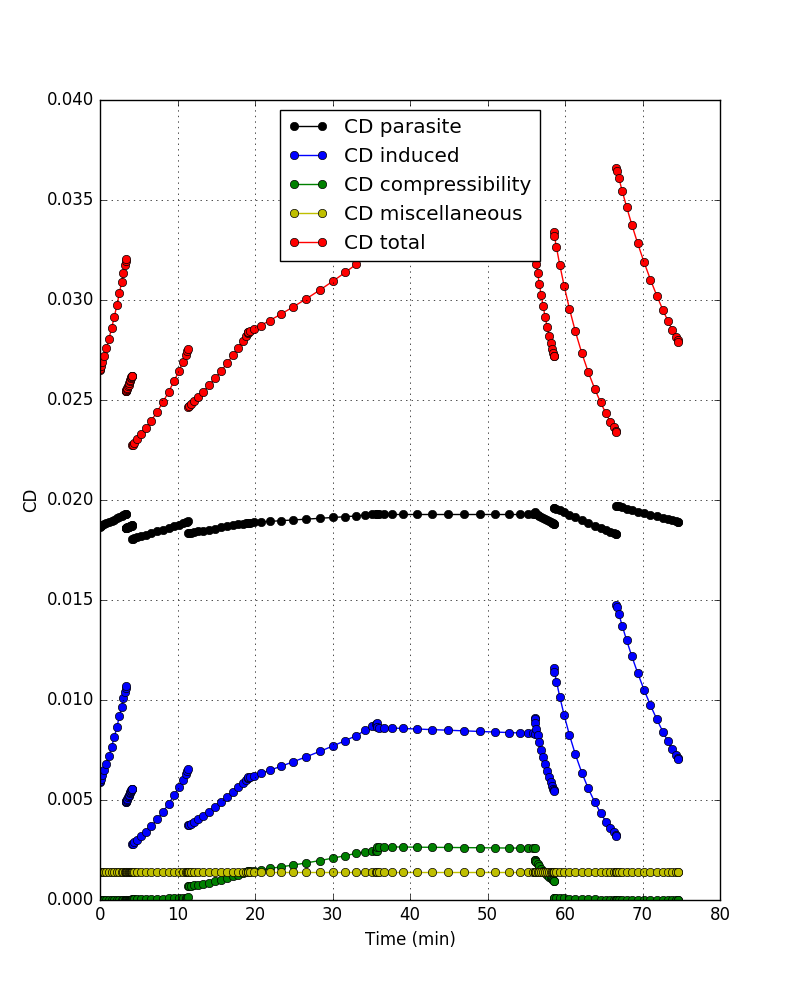 0.040
0.035
0.030
0.025
0.020
0.015
0.010
0.005
0.000
CD
CD parasite
CD induced
CD compressibility
CD miscellaneous
CD total
0 10 20 30 40 50 60 70 80
Time (min)